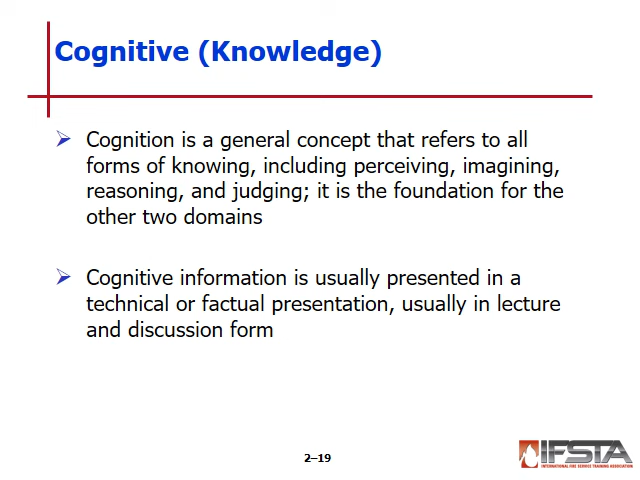 Cognitive (Knowledge)
Cognition is a general concept that refers to all
forms of knowing, including perceiving, imagining,
reasoning, and judging; it is the foundation for the
other two domains
Cognitive information is usually presented in a
technical or factual presentation, usually in lecture
and discussion form
2–19
IFSTA
INTERNATIONAL FIRE SERVICE TRAINING ASSOCIATION